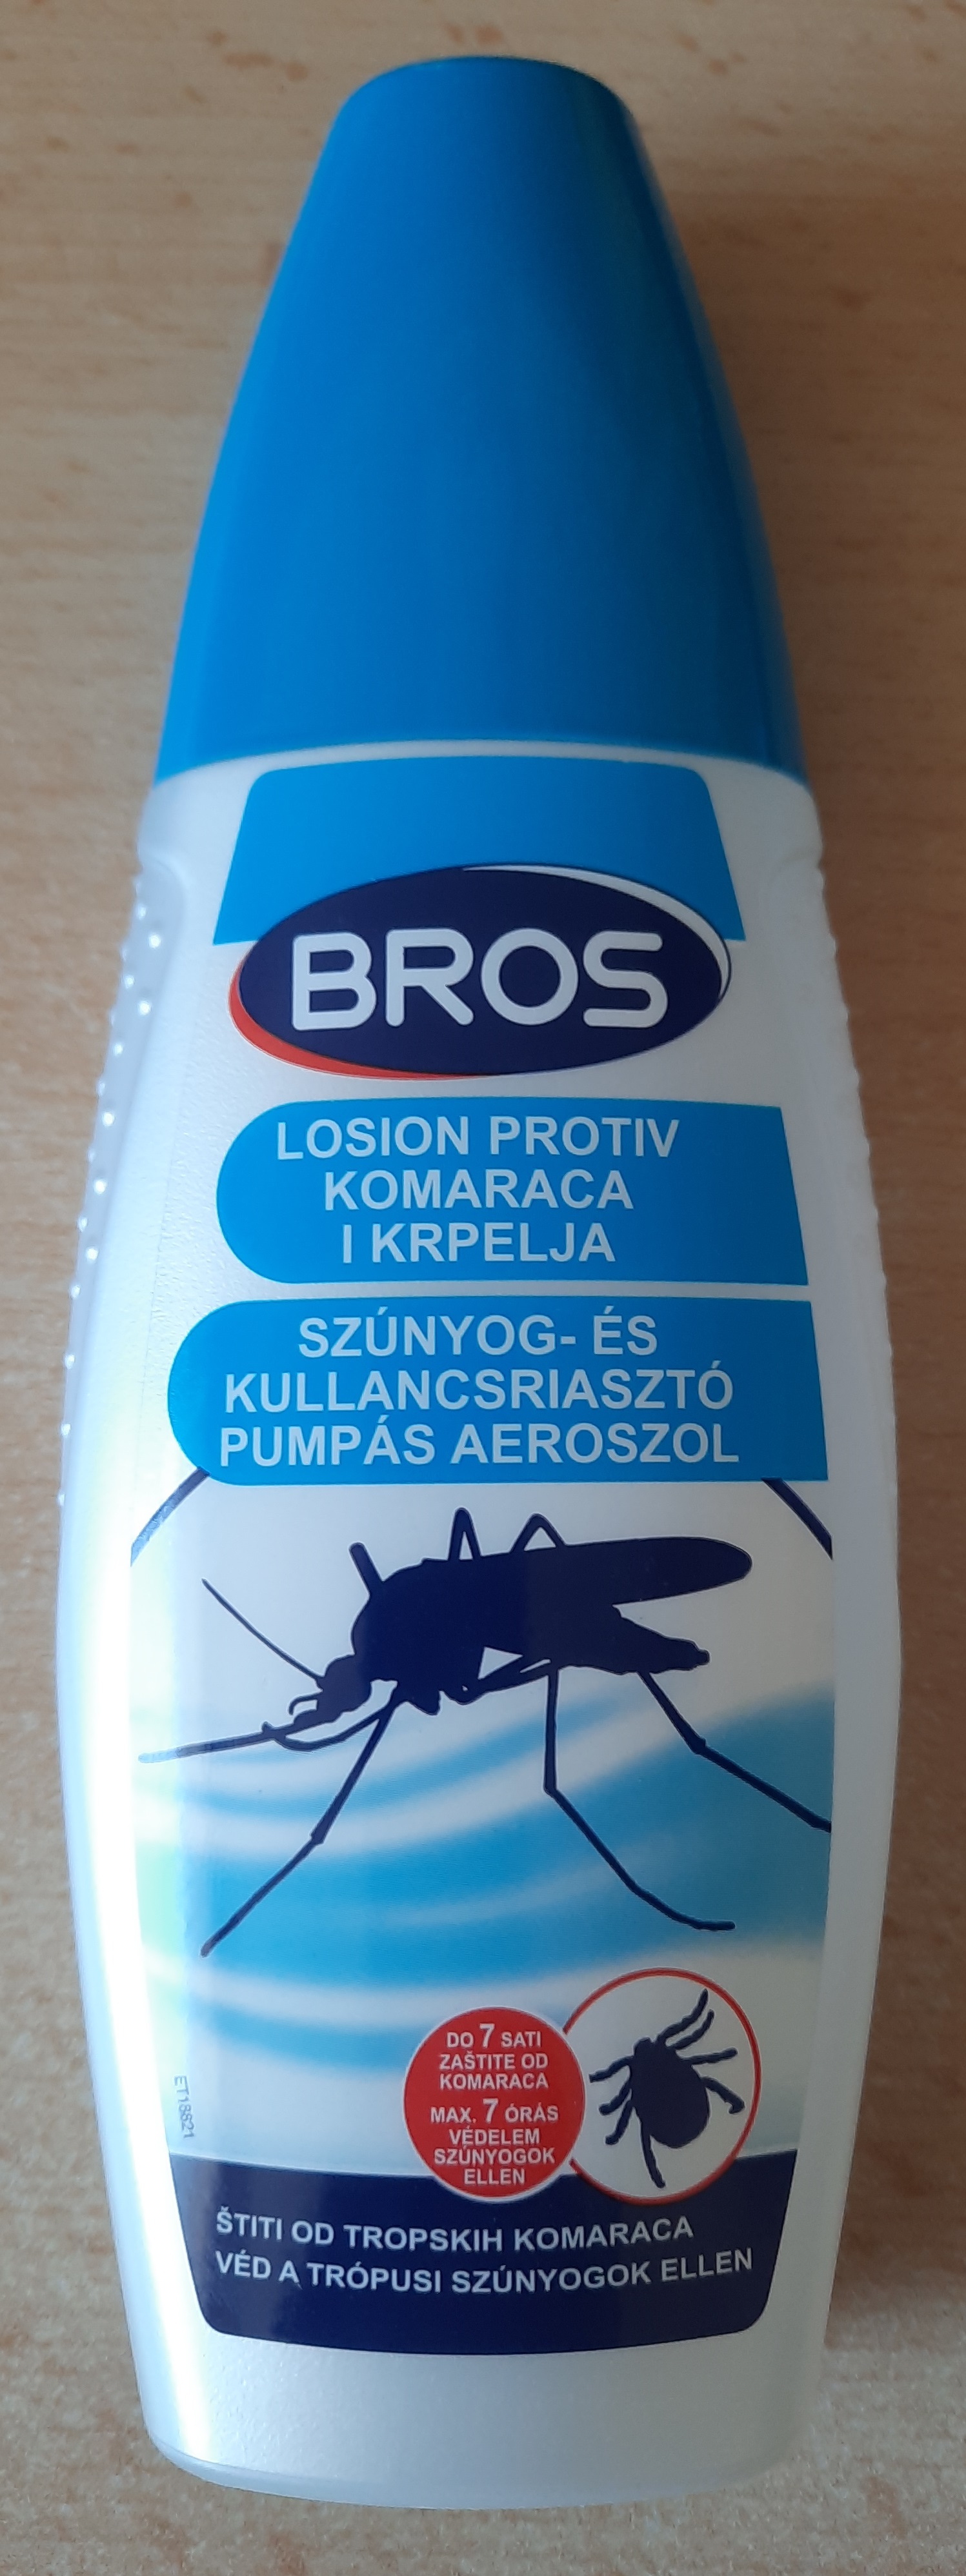 BROS
LOSION PROTIV
KOMARACA
I KRPELJA
SZÚNYOG- ÉS
KULLANCSRIASZTÓ
PUMPÁS AEROSZOL
DO 7 SATI
ZAŠTITE OD
KOMARACA
MAX. 7 ÓRÁS
VÉDELEM
SZÚNYOGOK
ELLEN
ET18821
ŠTITI OD TROPSKIH KOMARACA
VÉD A TRÓPUSI SZÚNYOGOK ELLEN